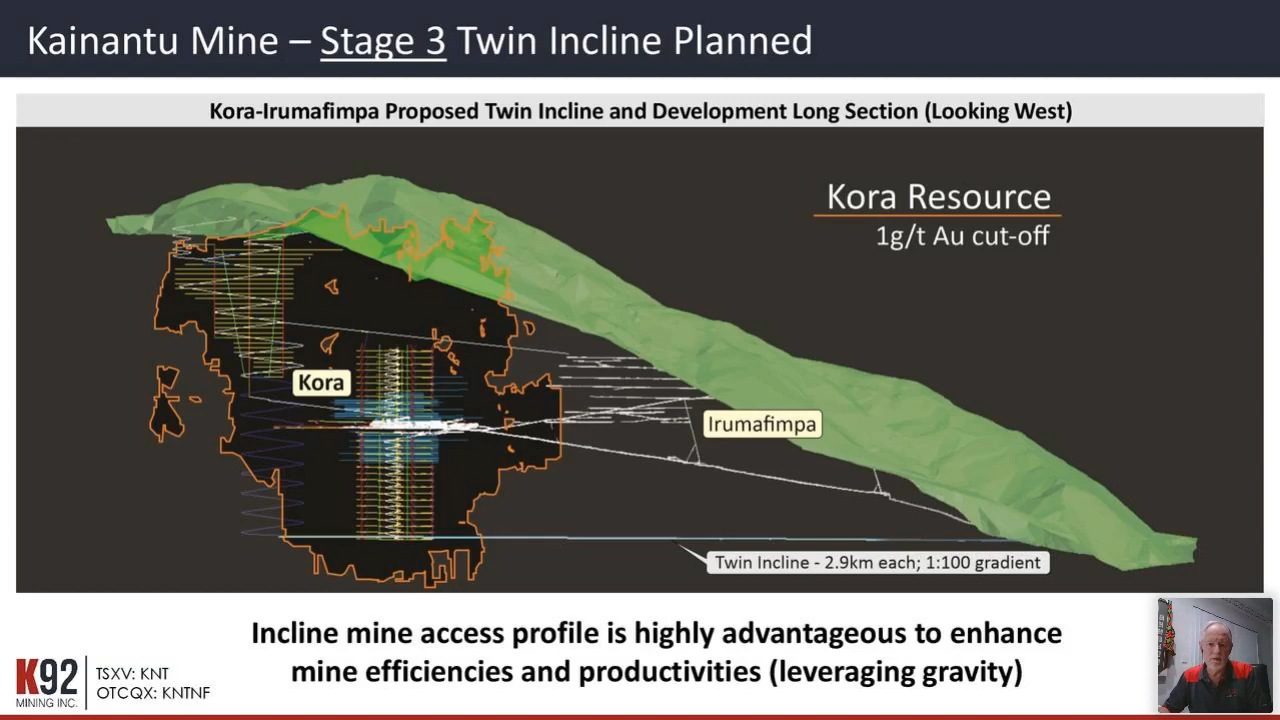 Kainantu Mine – Stage 3 Twin Incline Planned
Kora-Irumafimpa Proposed Twin Incline and Development Long Section (Looking West)
Kora Resource
1g/t Au cut-off
Kora
Irumafimpa
Twin Incline - 2.9km each; 1:100 gradient
Incline mine access profile is highly advantageous to enhance
mine efficiencies and productivities (leveraging gravity)
K92
MINING INC.
TSXV: KNT
OTCQX: KNTNF